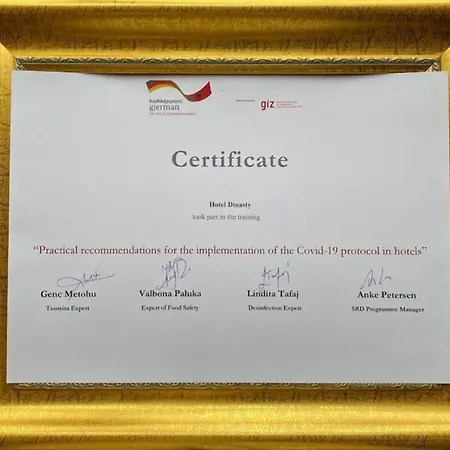 bashkëpunimi
gjerman
giz
Certificate
Hotel Dinasty
took part in the training
“Practical recommendations for the implementation of the Covid-19 protocol in hotels”
Genc Metohu
Valbona Paluka
Lindita Tafaj
Anke Petersen
Tourism Expert
Expert of Food Safety
Desinfection Expert
SRD Programme Manager